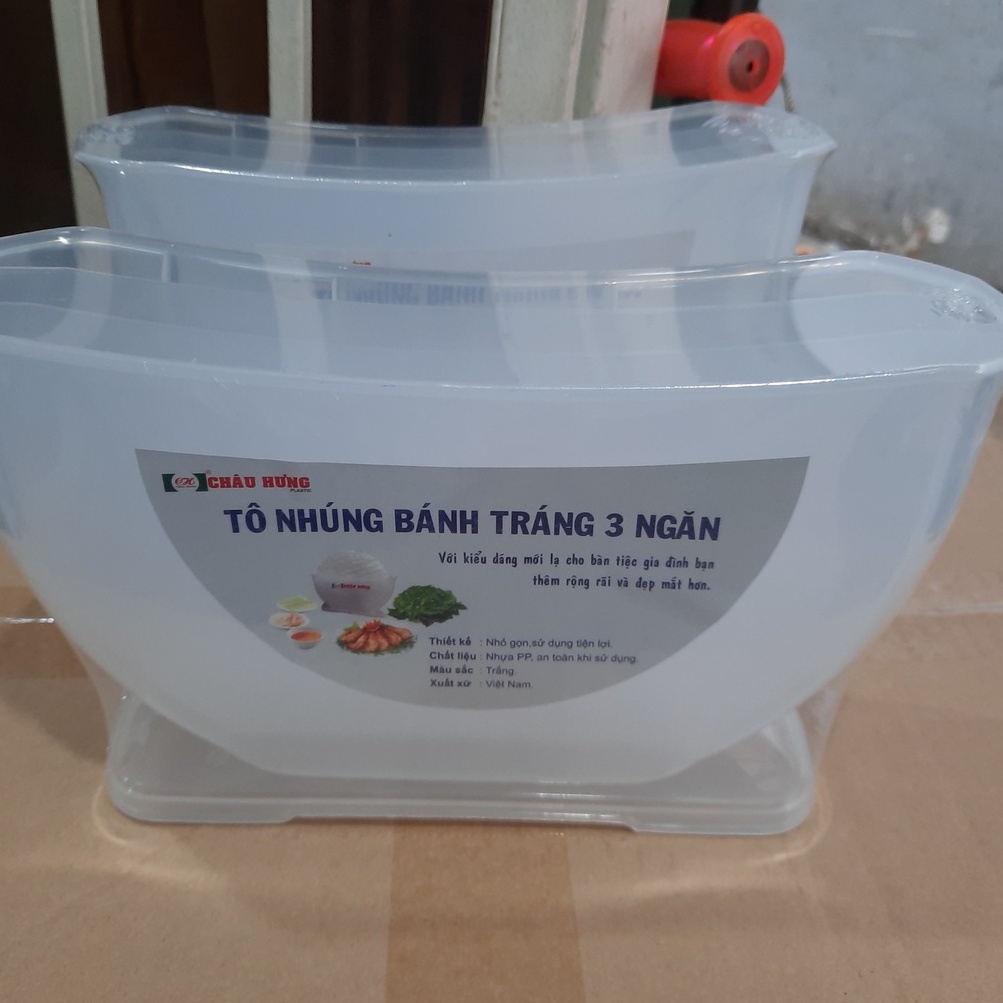 CHÂU HƯNG
PLASTIC
TÔ NHÚNG BÁNH TRÁNG 3 NGĂN
Với kiểu dáng mới lạ cho bàn tiệc gia đình bạn
thêm rộng rãi và đẹp mắt hơn.
Thiết kế : Nhỏ gọn,sử dụng tiện lợi.
Chất liệu : Nhựa PP, an toàn khi sử dụng.
Màu sắc : Trắng.
Xuất xứ : Việt Nam.